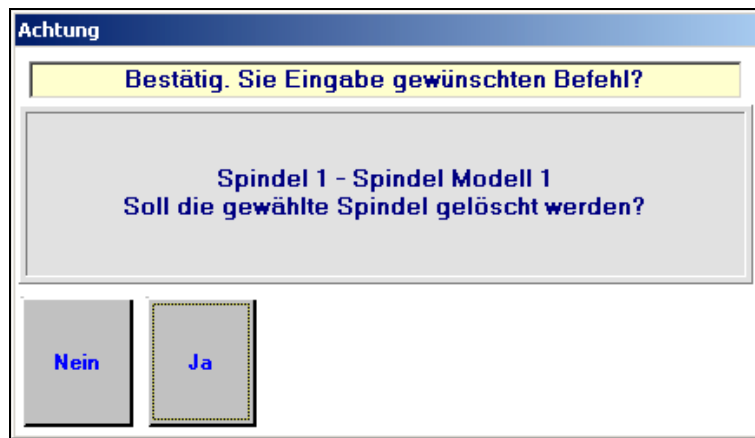 Achtung
Bestätig. Sie Eingabe gewünschten Befehl?
Spindel 1 - Spindel Modell 1
Soll die gewählte Spindel gelöscht werden?
Nein
Ja